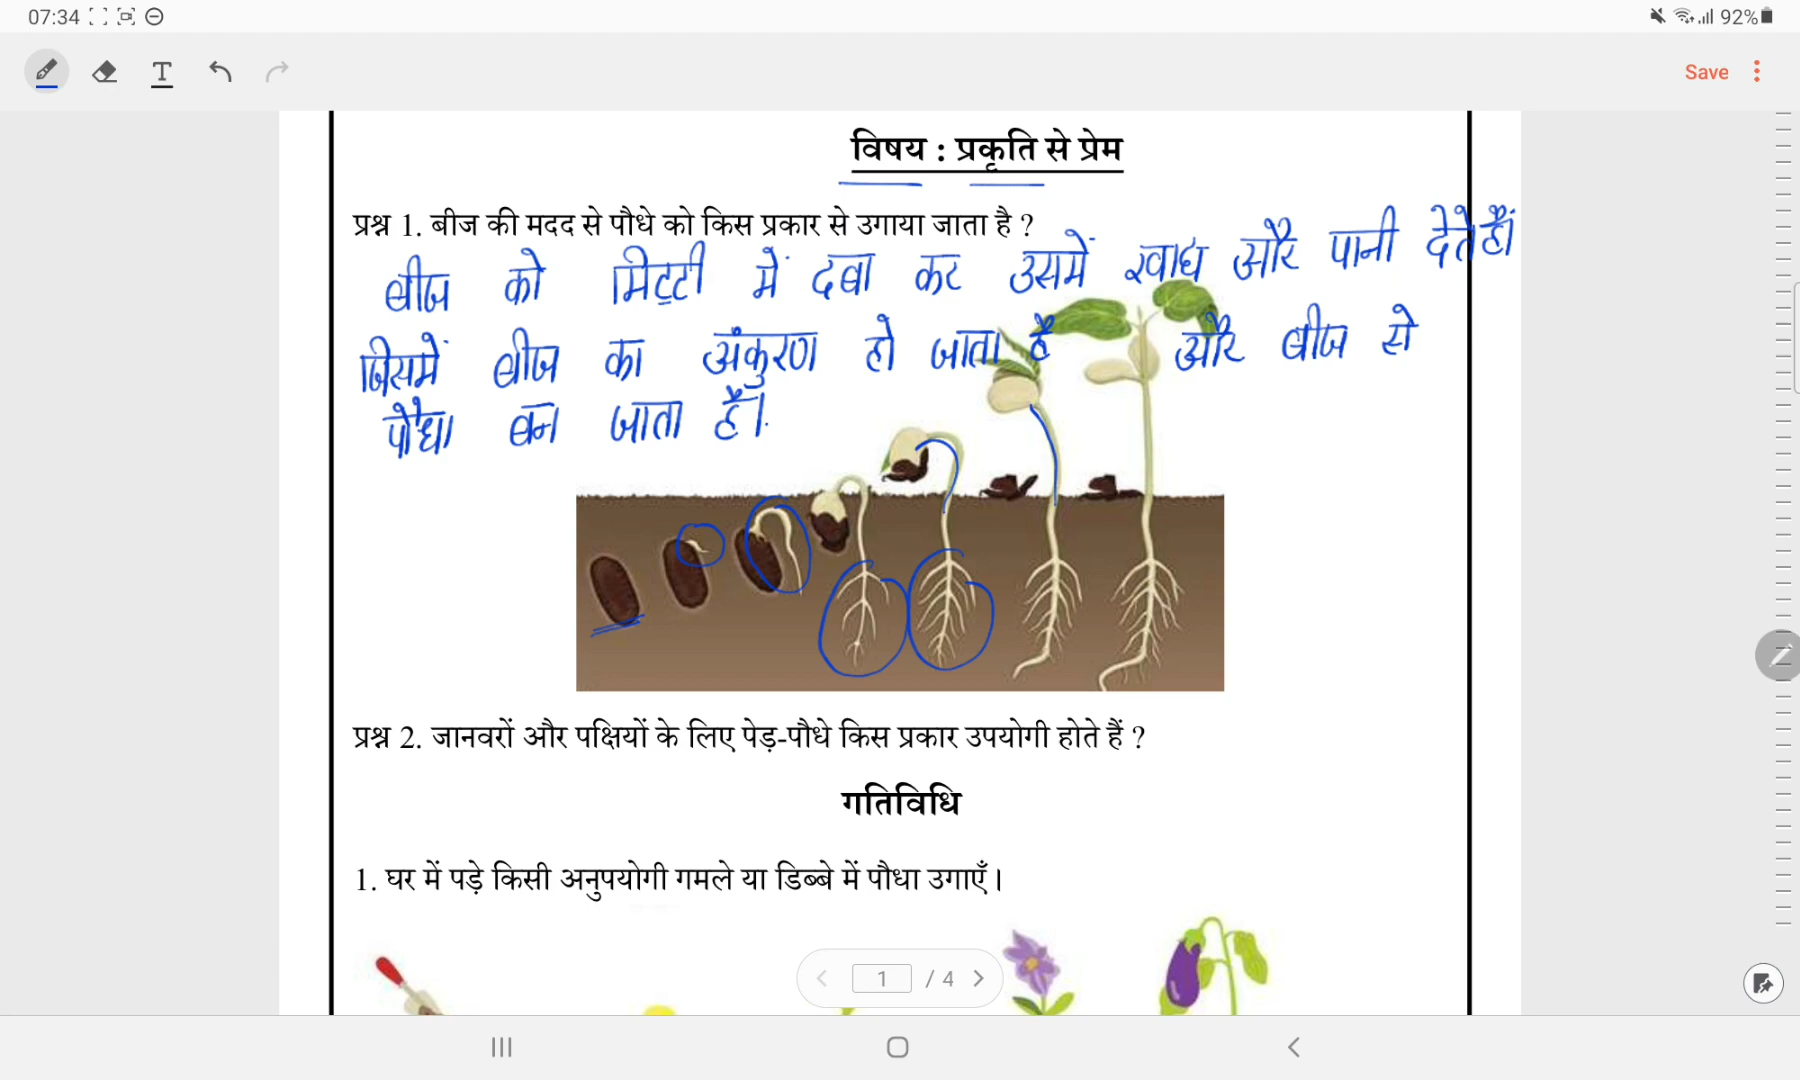 07:34
92%
Save
विषय : प्रकृति से प्रेम
प्रश्न 1. बीज की मदद से पौधे को किस प्रकार से उगाया जाता है ?
बीज को मिट्टी में दबा कर उसमें खाद्य और पानी देते हैं।
जिसमें बीज का अंकुरण हो जाता है और बीज से
पौधा बन जाता है।
प्रश्न 2. जानवरों और पक्षियों के लिए पेड़-पौधे किस प्रकार उपयोगी होते हैं ?
गतिविधि
1. घर में पड़े किसी अनुपयोगी गमले या डिब्बे में पौधा उगाएँ।
1 / 4